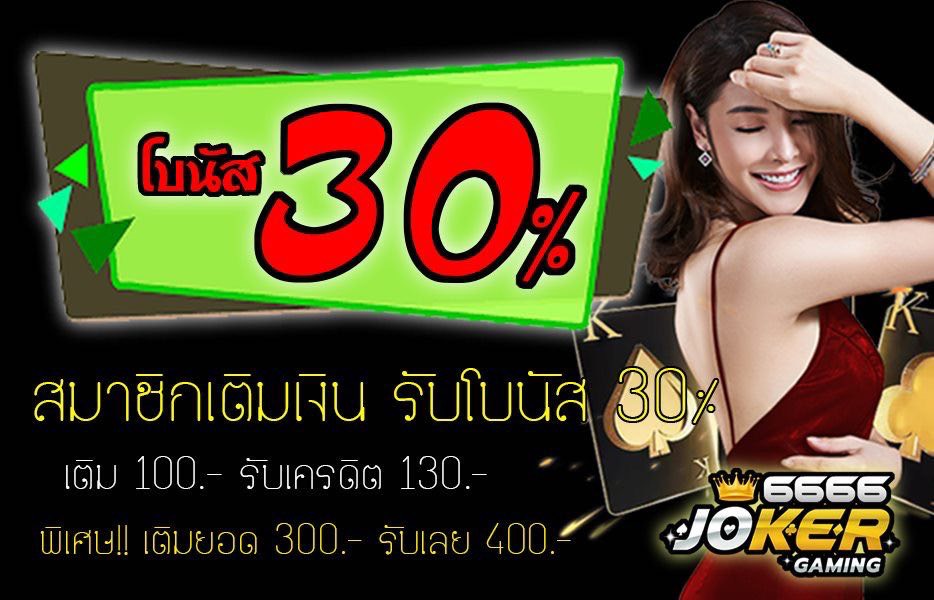 โบนัส 30%
สมาชิกเติมเงิน รับโบนัส 30%
เติม 100.- รับเครดิต 130.-
พิเศษ!! เติมยอด 300.- รับเลย 400.-
K
K
K
6666
JOKER
GAMING